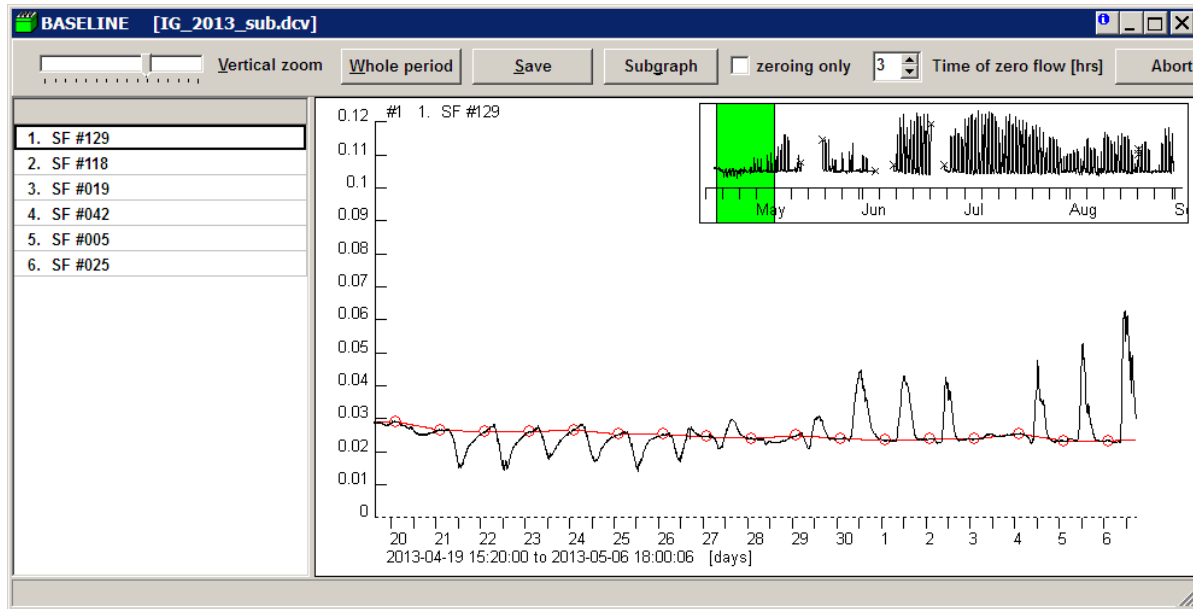 BASELINE [IG_2013_sub.dcv]
Vertical zoom Whole period Save Subgraph zeroing only 3 Time of zero flow [hrs] Abort
1. SF #129
2. SF #118
3. SF #019
4. SF #042
5. SF #005
6. SF #025
#1 1. SF #129
0.12
0.11
0.1
0.09
0.08
0.07
0.06
0.05
0.04
0.03
0.02
0.01
0
May Jun Jul Aug
20 21 22 23 24 25 26 27 28 29 30 1 2 3 4 5 6
2013-04-19 15:20:00 to 2013-05-06 18:00:06 [days]